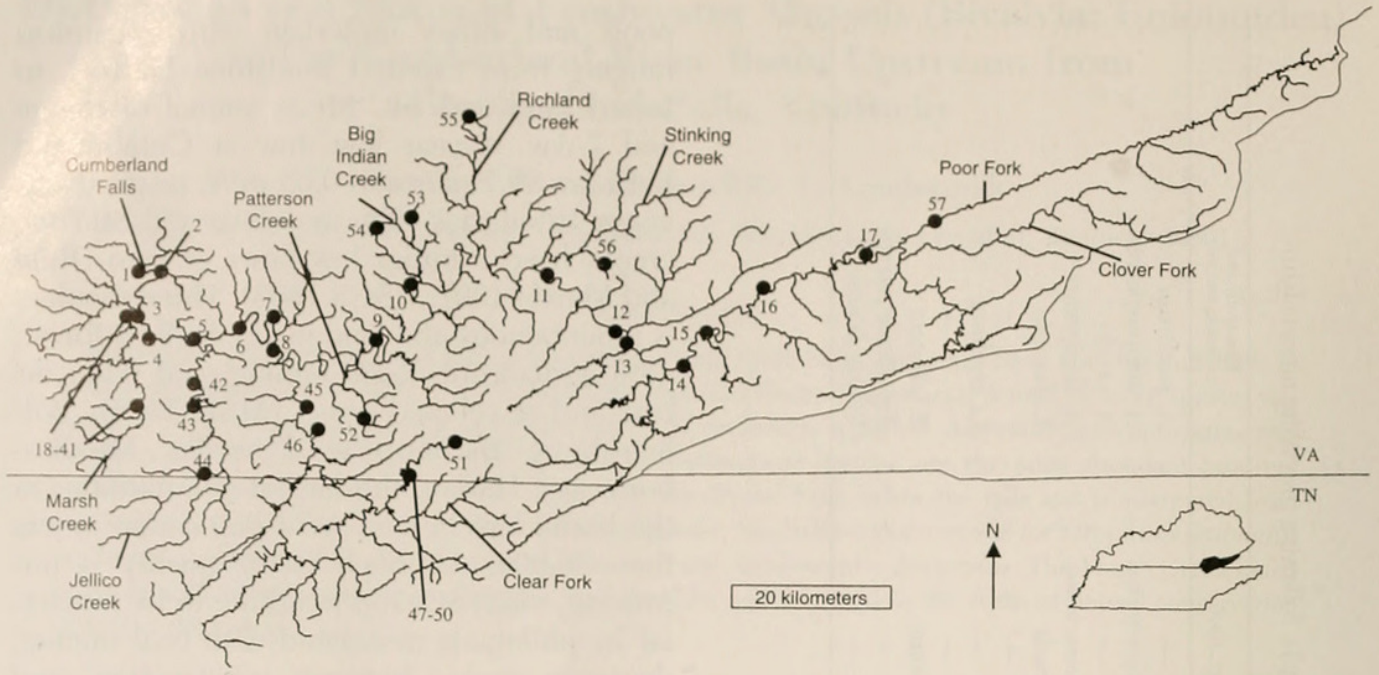 55
Richland
Creek
Big
Indian
Creek
Stinking
Creek
Cumberland
Falls
Patterson
Creek
Poor Fork
Clover Fork
53
54
2
1
57
17
56
11
10
16
3
7
12
15
9
5
6
8
4
13
14
42
45
43
52
46
18-41
51
44
VA
TN
Marsh
Creek
N
Jellico
Creek
Clear Fork
20 kilometers
47-50